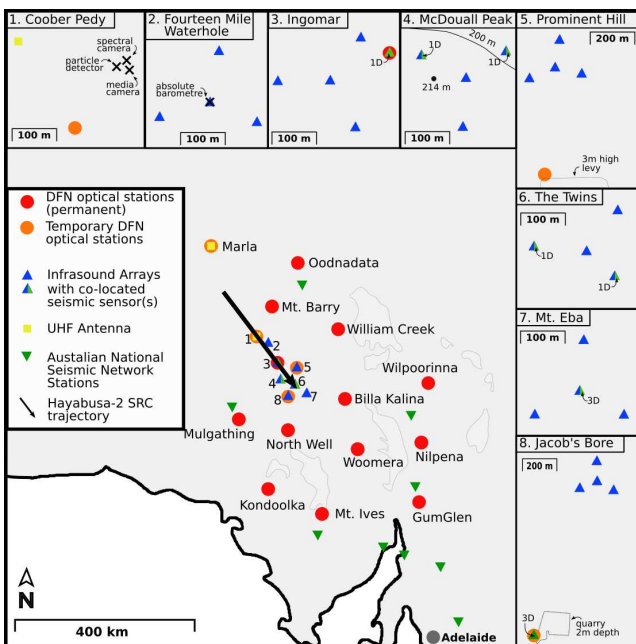 1. Coober Pedy
spectral
camera
particle
detector
media
camera
100 m
2. Fourteen Mile
Waterhole
absolute
barometre
100 m
3. Ingomar
1D
100 m
4. McDouall Peak
200 m
1D
1D
214 m
100 m
5. Prominent Hill
200 m
3m high
levy
6. The Twins
100 m
1D
1D
7. Mt. Eba
100 m
3D
8. Jacob's Bore
200 m
3D
quarry
2m depth
DFN optical stations
(permanent)
Temporary DFN
optical stations
Infrasound Arrays
with co-located
seismic sensor(s)
UHF Antenna
Austalian National
Seismic Network
Stations
Hayabusa-2 SRC
trajectory
Marla
Oodnadata
Mt. Barry
William Creek
1
2
3
5
4
6
7
8
Wilpoorinna
Billa Kalina
Mulgathing
North Well
Woomera
Nilpena
Kondoolka
Mt. Ives
GumGlen
N
400 km
Adelaide